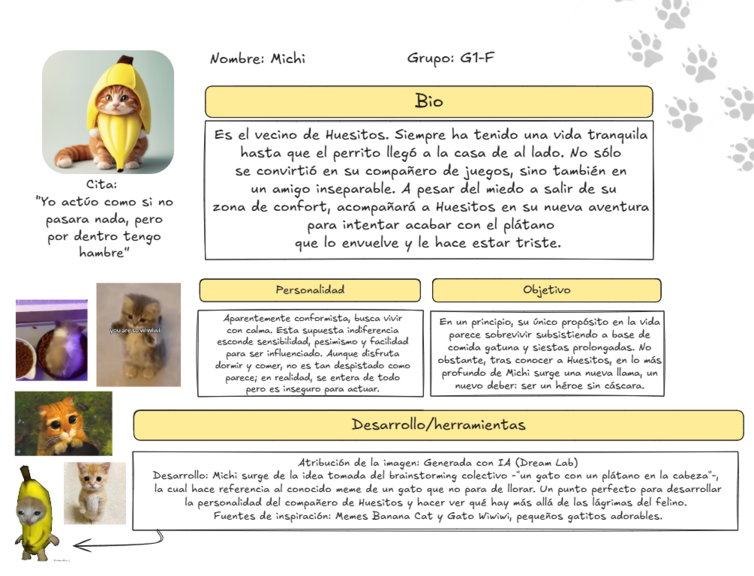 Nombre: Michi
Grupo: G1-F
Bio
Es el vecino de Huesitos. Siempre ha tenido una vida tranquila
hasta que el perrito llegó a la casa de al lado. No sólo
se convirtió en su compañero de juegos, sino también en
un amigo inseparable. A pesar del miedo a salir de su
zona de confort, acompañará a Huesitos en su nueva aventura
para intentar acabar con el plátano
que lo envuelve y le hace estar triste.
Cita:
"Yo actúo como si no
pasara nada, pero
por dentro tengo
hambre"
Personalidad
Aparentemente conformista, busca vivir
con calma. Esta supuesta indiferencia
esconde sensibilidad, pesimismo y facilidad
para ser influenciado. Aunque disfruta
dormir y comer, no es tan despistado como
parece; en realidad, se entera de todo
pero es inseguro para actuar.
Objetivo
En un principio, su único propósito en la vida
parece sobrevivir subsistiendo a base de
comida gatuna y siestas prolongadas. No
obstante, tras conocer a Huesitos, en lo más
profundo de Michi surge una nueva llama, un
nuevo deber: ser un héroe sin cáscara.
Desarrollo/herramientas
Atribución de la imagen: Generada con IA (Dream Lab)
Desarrollo: Michi surge de la idea tomada del brainstorming colectivo -"un gato con un plátano en la cabeza"-,
la cual hace referencia al conocido meme de un gato que no para de llorar. Un punto perfecto para desarrollar
la personalidad del compañero de Huesitos y hacer ver qué hay más allá de las lágrimas del felino.
Fuentes de inspiración: Memes Banana Cat y Gato Wiwiwi, pequeños gatitos adorables.